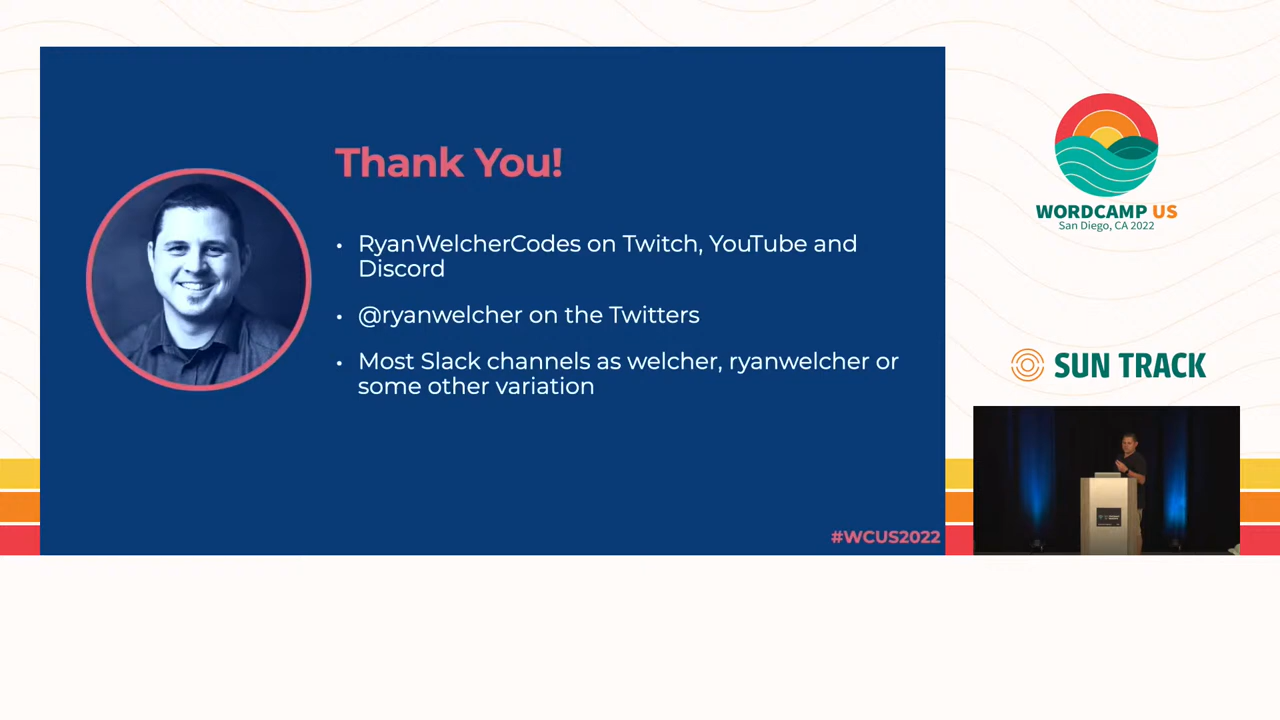 Thank You!
• RyanWelcherCodes on Twitch, YouTube and
Discord
• @ryanwelcher on the Twitters
• Most Slack channels as welcher, ryanwelcher or
some other variation
#WCUS2022
WORDCAMP US
San Diego, CA 2022
SUN TRACK